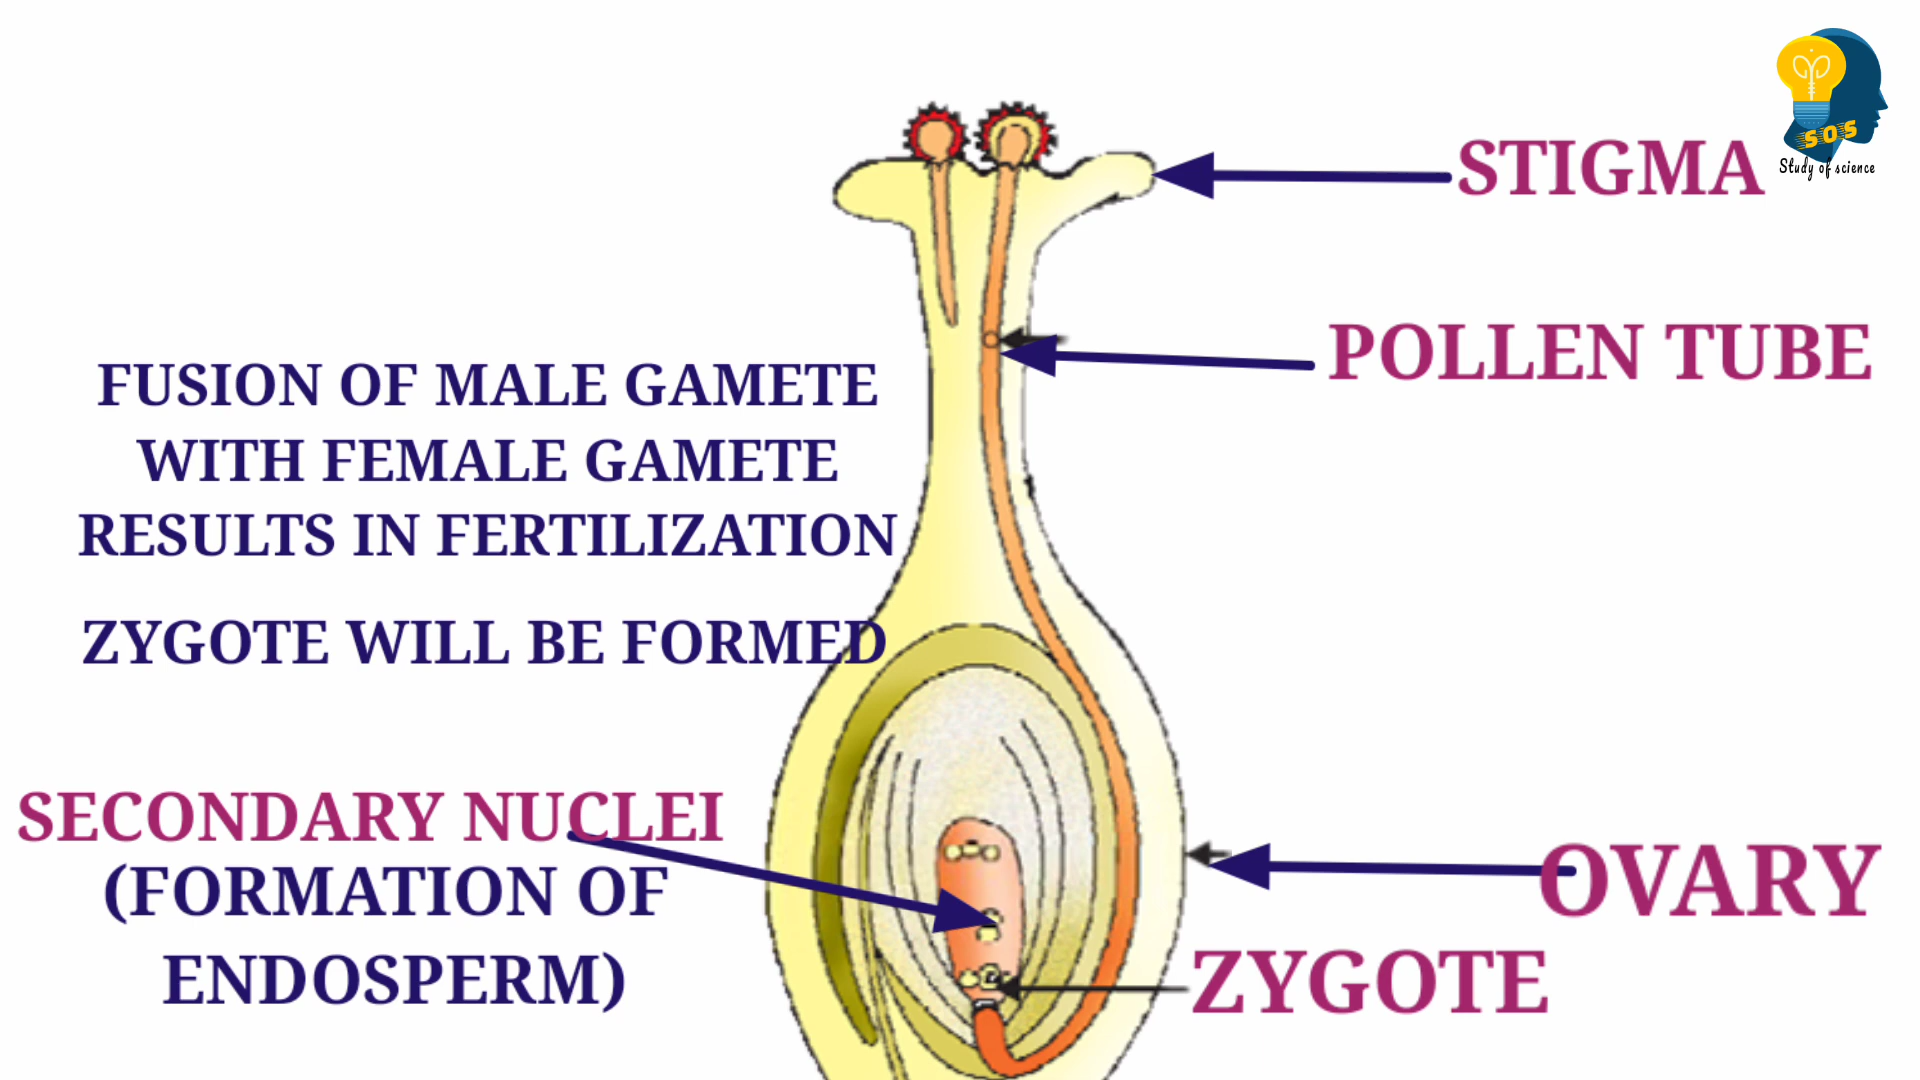 SOS
Study of science
STIGMA
POLLEN TUBE
FUSION OF MALE GAMETE
WITH FEMALE GAMETE
RESULTS IN FERTILIZATION
ZYGOTE WILL BE FORMED
SECONDARY NUCLEI
(FORMATION OF
ENDOSPERM)
OVARY
ZYGOTE